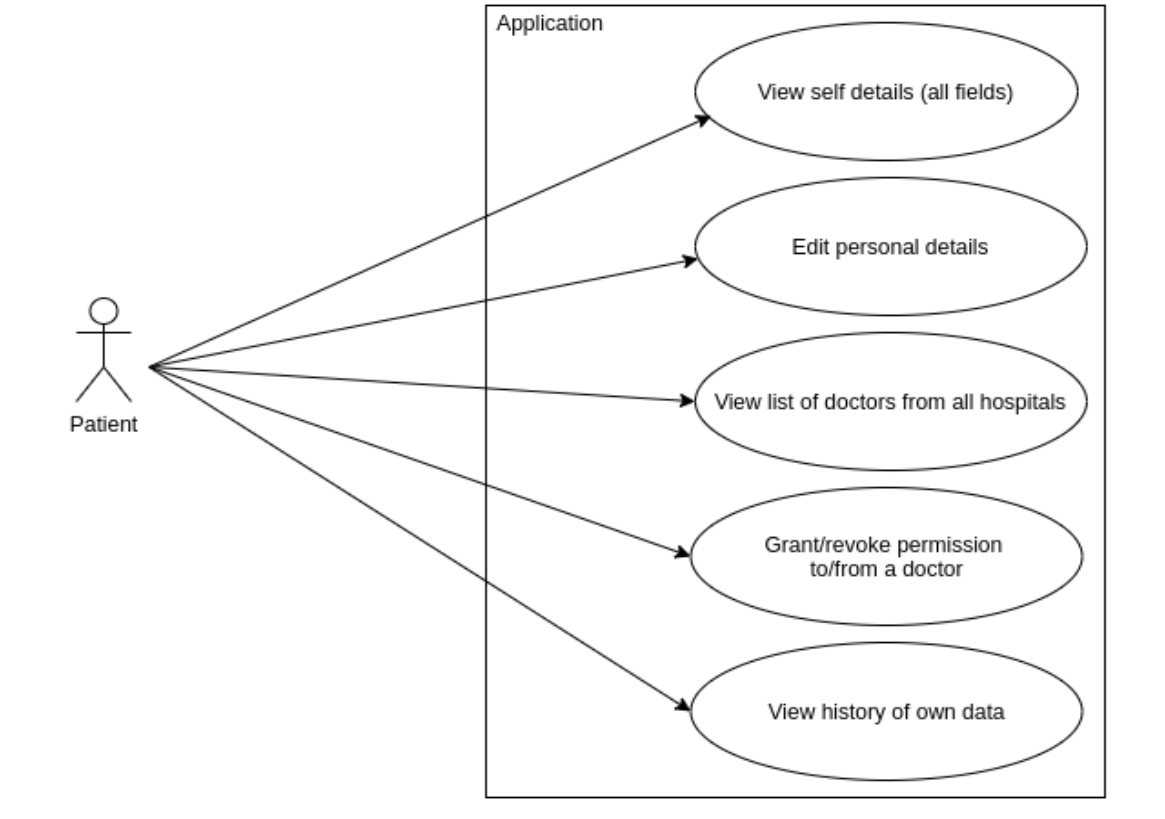 Application
View self details (all fields)
Edit personal details
View list of doctors from all hospitals
Grant/revoke permission
to/from a doctor
View history of own data
Patient